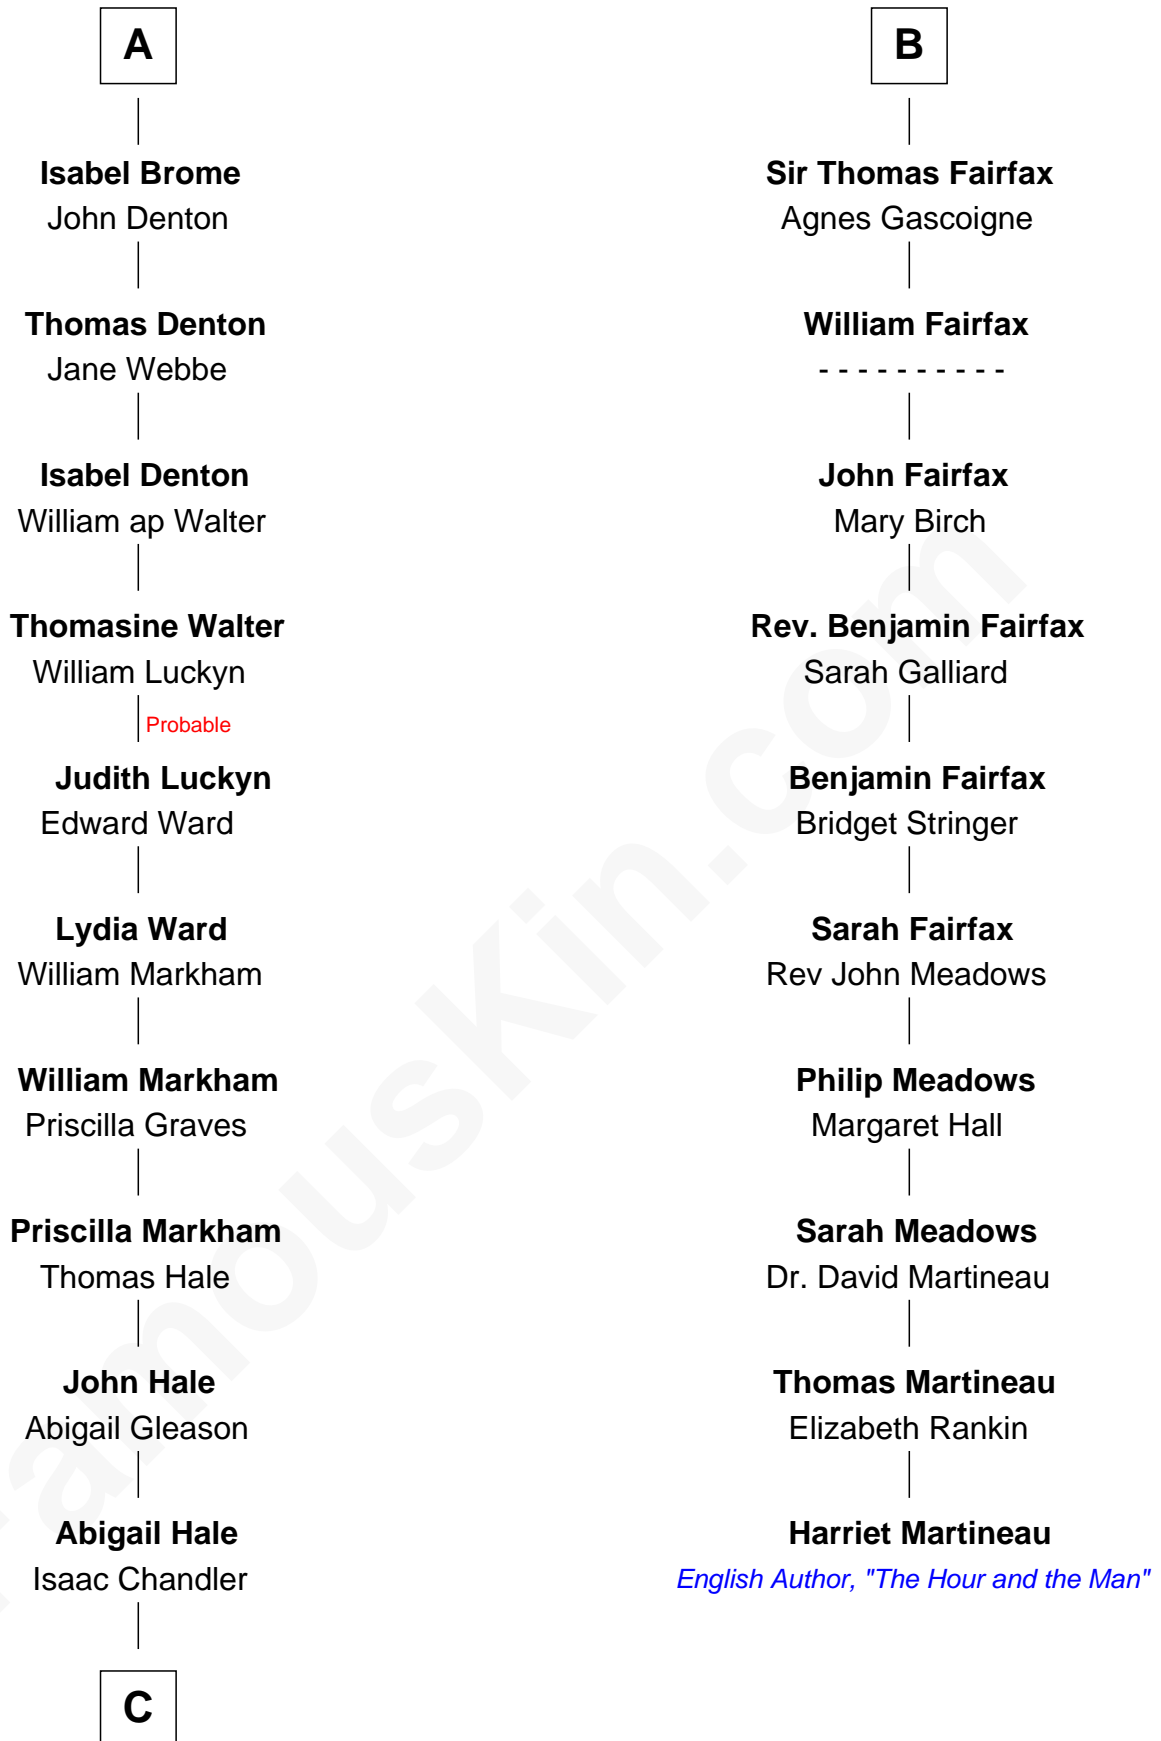 A
Isabel Brome
John Denton
Thomas Denton
Jane Webbe
Isabel Denton
William ap Walter
Thomasine Walter
William Luckyn
Probable
Judith Luckyn
Edward Ward
Lydia Ward
William Markham
William Markham
Priscilla Graves
Priscilla Markham
Thomas Hale
John Hale
Abigail Gleason
Abigail Hale
Isaac Chandler
C
B
Sir Thomas Fairfax
Agnes Gascoigne
William Fairfax
- - - - - - - - - -
John Fairfax
Mary Birch
Rev. Benjamin Fairfax
Sarah Galliard
Benjamin Fairfax
Bridget Stringer
Sarah Fairfax
Rev John Meadows
Philip Meadows
Margaret Hall
Sarah Meadows
Dr. David Martineau
Thomas Martineau
Elizabeth Rankin
Harriet Martineau
English Author, "The Hour and the Man"
FamousKin.com